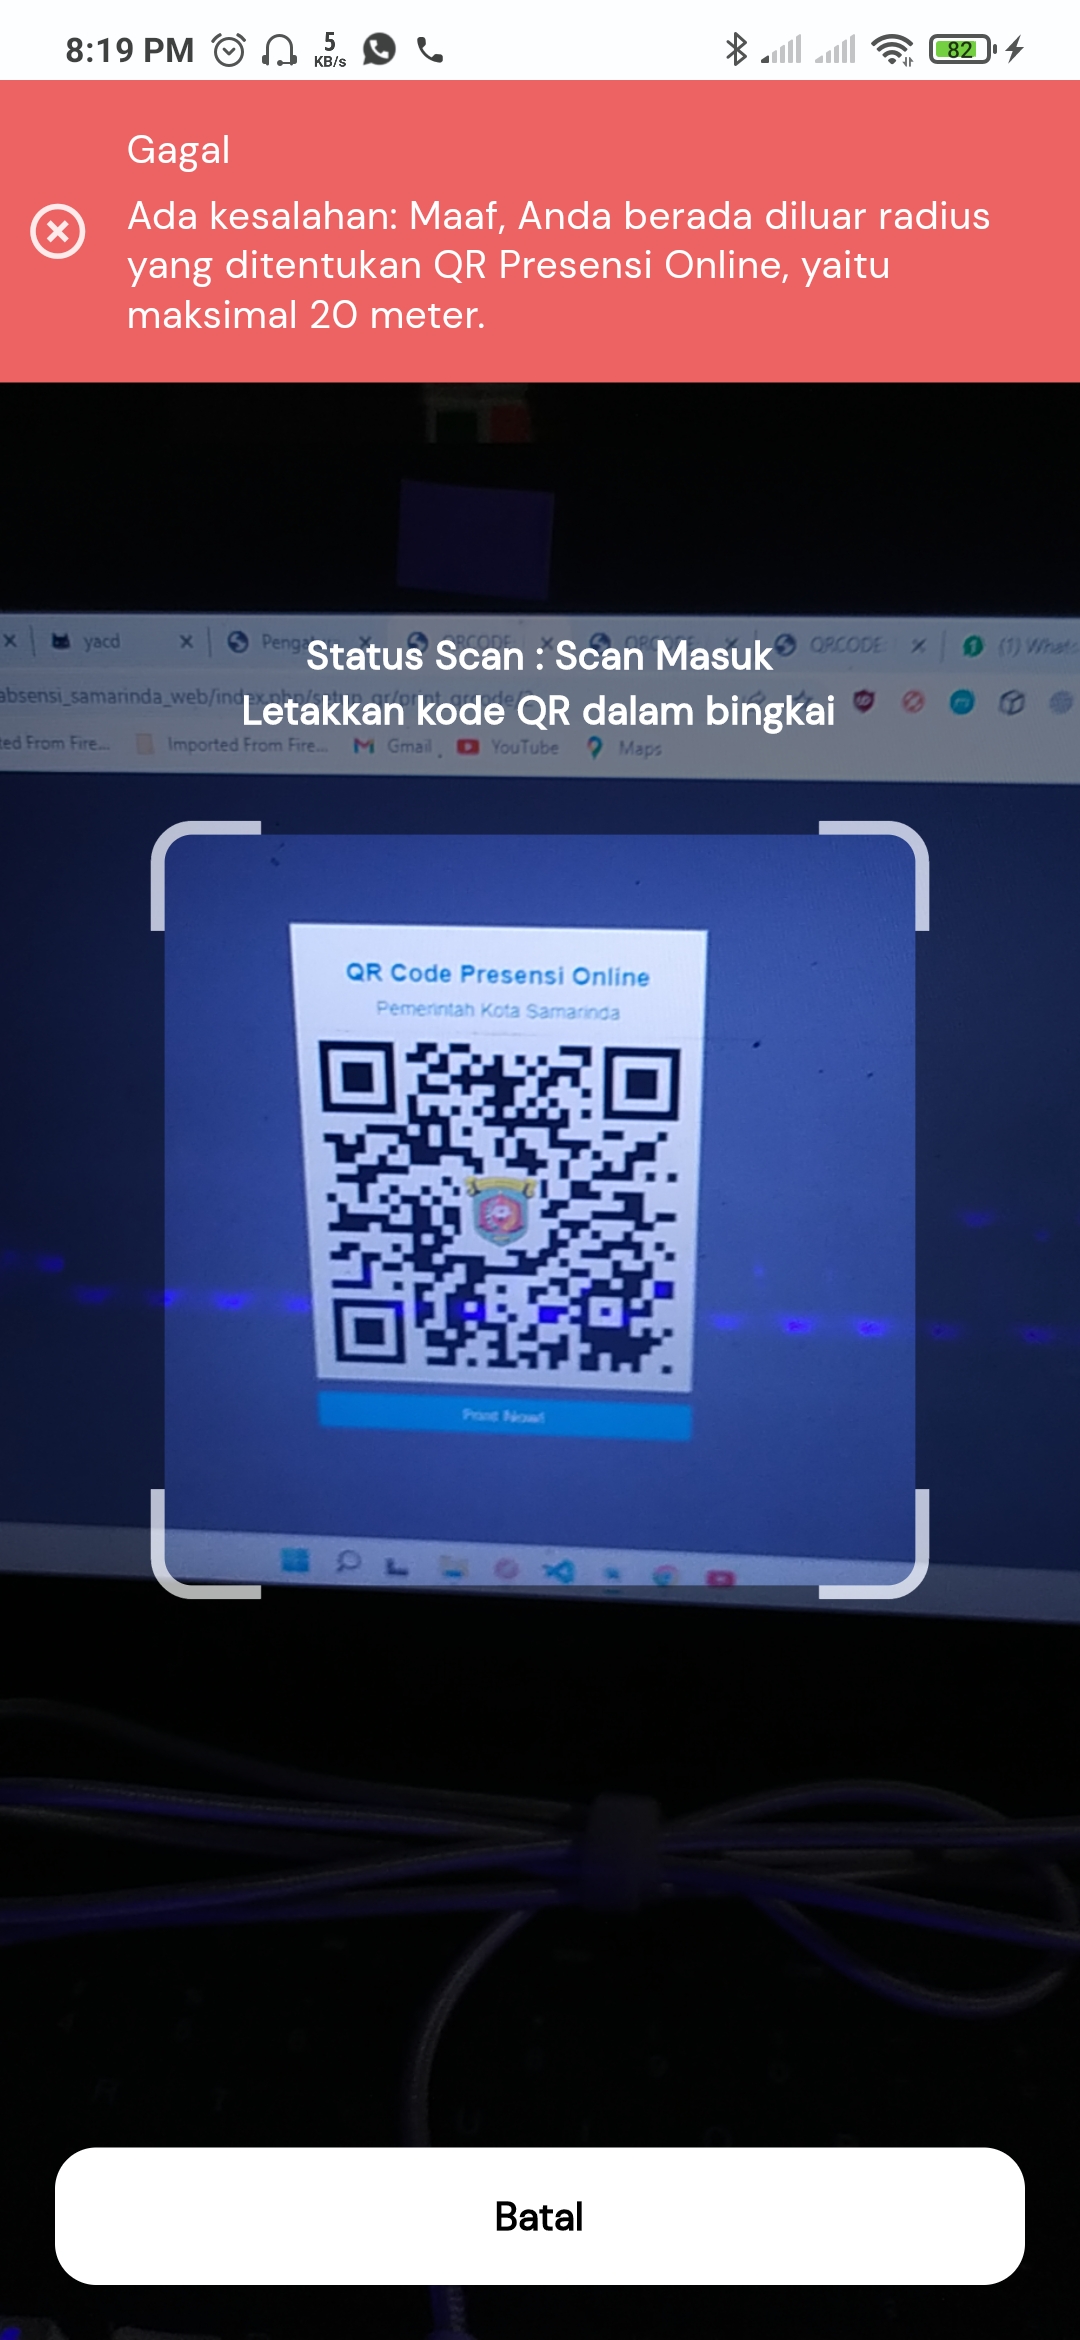 8:19 PM 5 KB/s 82
Gagal
Ada kesalahan: Maaf, Anda berada diluar radius
yang ditentukan QR Presensi Online, yaitu
maksimal 20 meter.
yacd QRCODE QRCODE: (1) Whats
Status Scan : Scan Masuk
absensi_samarinda_web/index.php/
Letakkan kode QR dalam bingkai
ted From Fire... Imported From Fire... Gmail YouTube Maps
QR Code Presensi Online
Pemerintah Kota Samarinda
Print Now!
Batal